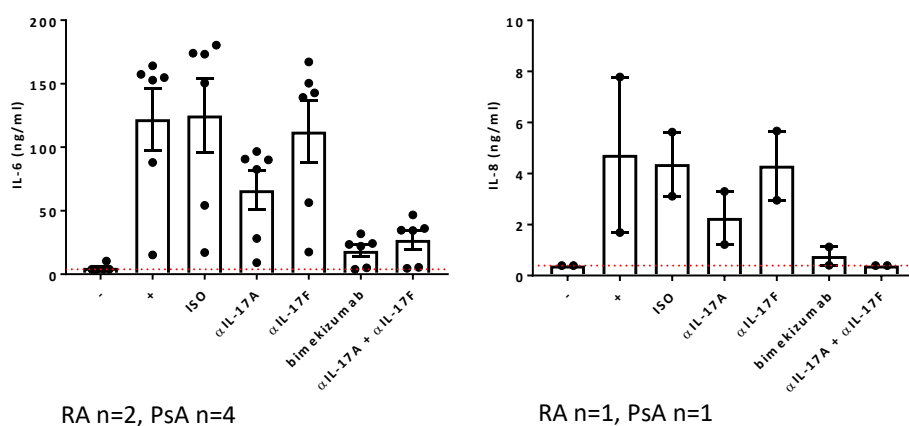 IL-6 (ng/ml)
200
150
100
50
0
-
+
ISO
αIL-17A
αIL-17F
bimekizumab
αIL-17A + αIL-17F
RA n=2, PsA n=4
IL-8 (ng/ml)
8
6
4
2
0
-
+
ISO
αIL-17A
αIL-17F
bimekizumab
αIL-17A + αIL-17F
RA n=1, PsA n=1